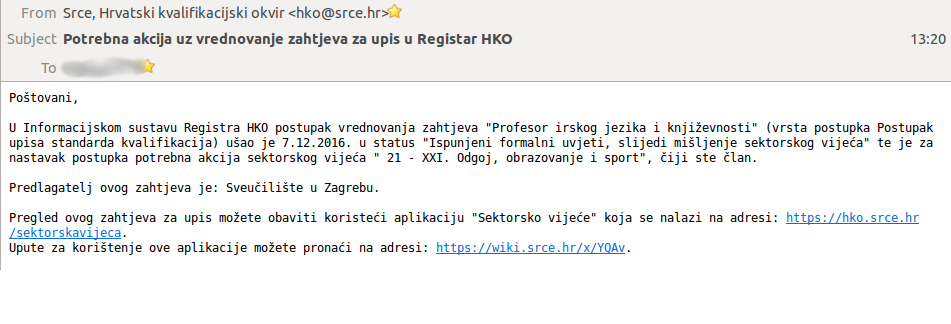 From Srce, Hrvatski kvalifikacijski okvir <hko@srce.hr>
Subject Potrebna akcija uz vrednovanje zahtjeva za upis u Registar HKO 13:20
To
Poštovani,
U Informacijskom sustavu Registra HKO postupak vrednovanja zahtjeva "Profesor irskog jezika i književnosti" (vrsta postupka Postupak
upisa standarda kvalifikacija) ušao je 7.12.2016. u status "Ispunjeni formalni uvjeti, slijedi mišljenje sektorskog vijeća" te je za
nastavak postupka potrebna akcija sektorskog vijeća " 21 - XXI. Odgoj, obrazovanje i sport", čiji ste član.
Predlagatelj ovog zahtjeva je: Sveučilište u Zagrebu.
Pregled ovog zahtjeva za upis možete obaviti koristeći aplikaciju "Sektorsko vijeće" koja se nalazi na adresi: https://hko.srce.hr
/sektorskavijeca.
Upute za korištenje ove aplikacije možete pronaći na adresi: https://wiki.srce.hr/x/YQAv.